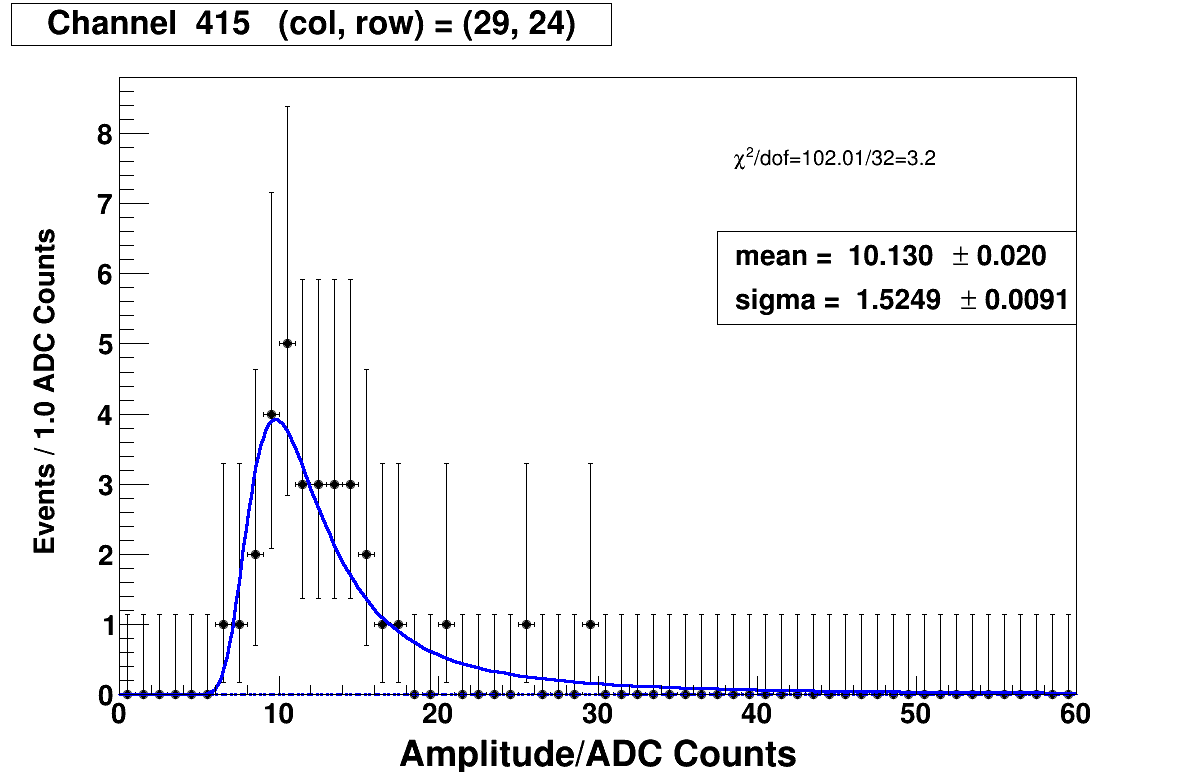 Channel 415 (col, row) = (29, 24)
χ²/dof=102.01/32=3.2
mean = 10.130 ± 0.020
sigma = 1.5249 ± 0.0091
Events / 1.0 ADC Counts
8
7
6
5
4
3
2
1
0
0 10 20 30 40 50 60
Amplitude/ADC Counts